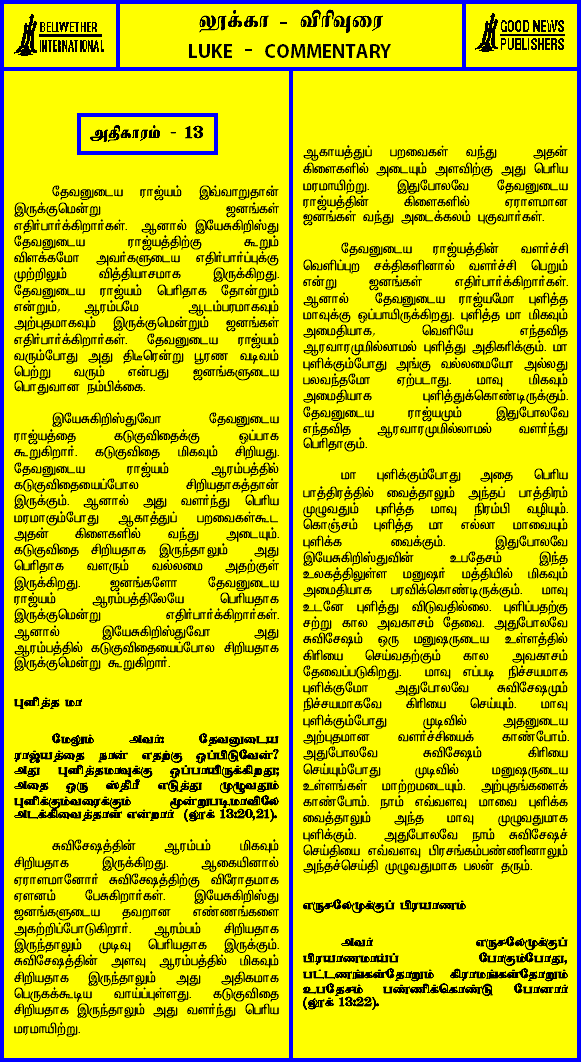 BELLWETHER
INTERNATIONAL
லூக்கா - விரிவுரை
LUKE - COMMENTARY
GOOD NEWS
PUBLISHERS
அதிகாரம் - 13
தேவனுடைய ராஜ்யம் இவ்வாறுதான்
இருக்குமென்று ஜனங்கள்
எதிர்பார்க்கிறார்கள். ஆனால் இயேசுகிறிஸ்து
தேவனுடைய ராஜ்யத்திற்கு கூறும்
விளக்கமோ அவர்களுடைய எதிர்பார்ப்புக்கு
முற்றிலும் வித்தியாசமாக இருக்கிறது.
தேவனுடைய ராஜ்யம் பெரிதாக தோன்றும்
என்றும், ஆரம்பமே ஆடம்பரமாகவும்
அற்புதமாகவும் இருக்குமென்றும் ஜனங்கள்
எதிர்பார்க்கிறார்கள். தேவனுடைய ராஜ்யம்
வரும்போது அது திடீரென்று பூரண வடிவம்
பெற்று வரும் என்பது ஜனங்களுடைய
பொதுவான நம்பிக்கை.
இயேசுகிறிஸ்துவோ தேவனுடைய
ராஜ்யத்தை கடுகுவிதைக்கு ஒப்பாக
கூறுகிறார். கடுகுவிதை மிகவும் சிறியது.
தேவனுடைய ராஜ்யம் ஆரம்பத்தில்
கடுகுவிதையைப்போல சிறியதாகத்தான்
இருக்கும். ஆனால் அது வளர்ந்து பெரிய
மரமாகும்போது ஆகாத்துப் பறவைகள்கூட
அதன் கிளைகளில் வந்து அடையும்.
கடுகுவிதை சிறியதாக இருந்தாலும் அது
பெரிதாக வளரும் வல்லமை அதற்குள்
இருக்கிறது. ஜனங்களோ தேவனுடைய
ராஜ்யம் ஆரம்பத்திலேயே பெரியதாக
இருக்குமென்று எதிர்பார்க்கிறார்கள்.
ஆனால் இயேசுகிறிஸ்துவோ அது
ஆரம்பத்தில் கடுகுவிதையைப்போல சிறியதாக
இருக்குமென்று கூறுகிறார்.
புளித்த மா
மேலும் அவர்: தேவனுடைய
ராஜ்யத்தை நான் எதற்கு ஒப்பிடுவேன்?
அது புளித்தமாவுக்கு ஒப்பாயிருக்கிறது;
அதை ஒரு ஸ்திரீ எடுத்து முழுவதும்
புளிக்கும்வரைக்கும் மூன்றுபடிமாவிலே
அடக்கிவைத்தாள் என்றார் (லூக் 13:20,21).
சுவிசேஷத்தின் ஆரம்பம் மிகவும்
சிறியதாக இருக்கிறது. ஆகையினால்
ஏராளமானோர் சுவிசேஷத்திற்கு விரோதமாக
ஏளனம் பேசுகிறார்கள். இயேசுகிறிஸ்து
ஜனங்களுடைய தவறான எண்ணங்களை
அகற்றிப்போடுகிறார். ஆரம்பம் சிறியதாக
இருந்தாலும் முடிவு பெரியதாக இருக்கும்.
சுவிசேஷத்தின் அளவு ஆரம்பத்தில் மிகவும்
சிறியதாக இருந்தாலும் அது அதிகமாக
பெருகக்கூடிய வாய்ப்புள்ளது. கடுகுவிதை
சிறியதாக இருந்தாலும் அது வளர்ந்து பெரிய
மரமாயிற்று.
ஆகாயத்துப் பறவைகள் வந்து அதன்
கிளைகளில் அடையும் அளவிற்கு அது பெரிய
மரமாயிற்று. இதுபோலவே தேவனுடைய
ராஜ்யத்தின் கிளைகளில் ஏராளமான
ஜனங்கள் வந்து அடைக்கலம் புகுவார்கள்.
தேவனுடைய ராஜ்யத்தின் வளர்ச்சி
வெளிப்புற சக்திகளினால் வளர்ச்சி பெறும்
என்று ஜனங்கள் எதிர்பார்க்கிறார்கள்.
ஆனால் தேவனுடைய ராஜ்யமோ புளித்த
மாவுக்கு ஒப்பாயிருக்கிறது. புளித்த மா மிகவும்
அமைதியாக, வெளியே எந்தவித
ஆரவாரமுமில்லாமல் புளித்து அதிகரிக்கும். மா
புளிக்கும்போது அங்கு வல்லமையோ அல்லது
பலவந்தமோ ஏற்படாது. மாவு மிகவும்
அமைதியாக புளித்துக்கொண்டிருக்கும்.
தேவனுடைய ராஜ்யமும் இதுபோலவே
எந்தவித ஆரவாரமுமில்லாமல் வளர்ந்து
பெரிதாகும்.
மா புளிக்கும்போது அதை பெரிய
பாத்திரத்தில் வைத்தாலும் அந்தப் பாத்திரம்
முழுவதும் புளித்த மாவு நிரம்பி வழியும்.
கொஞ்சம் புளித்த மா எல்லா மாவையும்
புளிக்க வைக்கும். இதுபோலவே
இயேசுகிறிஸ்துவின் உபதேசம் இந்த
உலகத்திலுள்ள மனுஷர் மத்தியில் மிகவும்
அமைதியாக பரவிக்கொண்டிருக்கும். மாவு
உடனே புளித்து விடுவதில்லை. புளிப்பதற்கு
சற்று கால அவகாசம் தேவை. அதுபோலவே
சுவிசேஷம் ஒரு மனுஷருடைய உள்ளத்தில்
கிரியை செய்வதற்கும் கால அவகாசம்
தேவைப்படுகிறது. மாவு எப்படி நிச்சயமாக
புளிக்குமோ அதுபோலவே சுவிசேஷமும்
நிச்சயமாகவே கிரியை செய்யும். மாவு
புளிக்கும்போது முடிவில் அதனுடைய
அற்புதமான வளர்ச்சியைக் காண்போம்.
அதுபோலவே சுவிசேஷம் கிரியை
செய்யும்போது முடிவில் மனுஷருடைய
உள்ளங்கள் மாற்றமடையும். அற்புதங்களைக்
காண்போம். நாம் எவ்வளவு மாவை புளிக்க
வைத்தாலும் அந்த மாவு முழுவதுமாக
புளிக்கும். அதுபோலவே நாம் சுவிசேஷச்
செய்தியை எவ்வளவு பிரசங்கம்பண்ணினாலும்
அந்தச்செய்தி முழுவதுமாக பலன் தரும்.
எருசலேமுக்குப் பிரயாணம்
அவர் எருசலேமுக்குப்
பிரயாணமாய்ப் போகும்போது,
பட்டணங்கள்தோறும் கிராமங்கள்தோறும்
உபதேசம் பண்ணிக்கொண்டு போனார்
(லூக் 13:22).